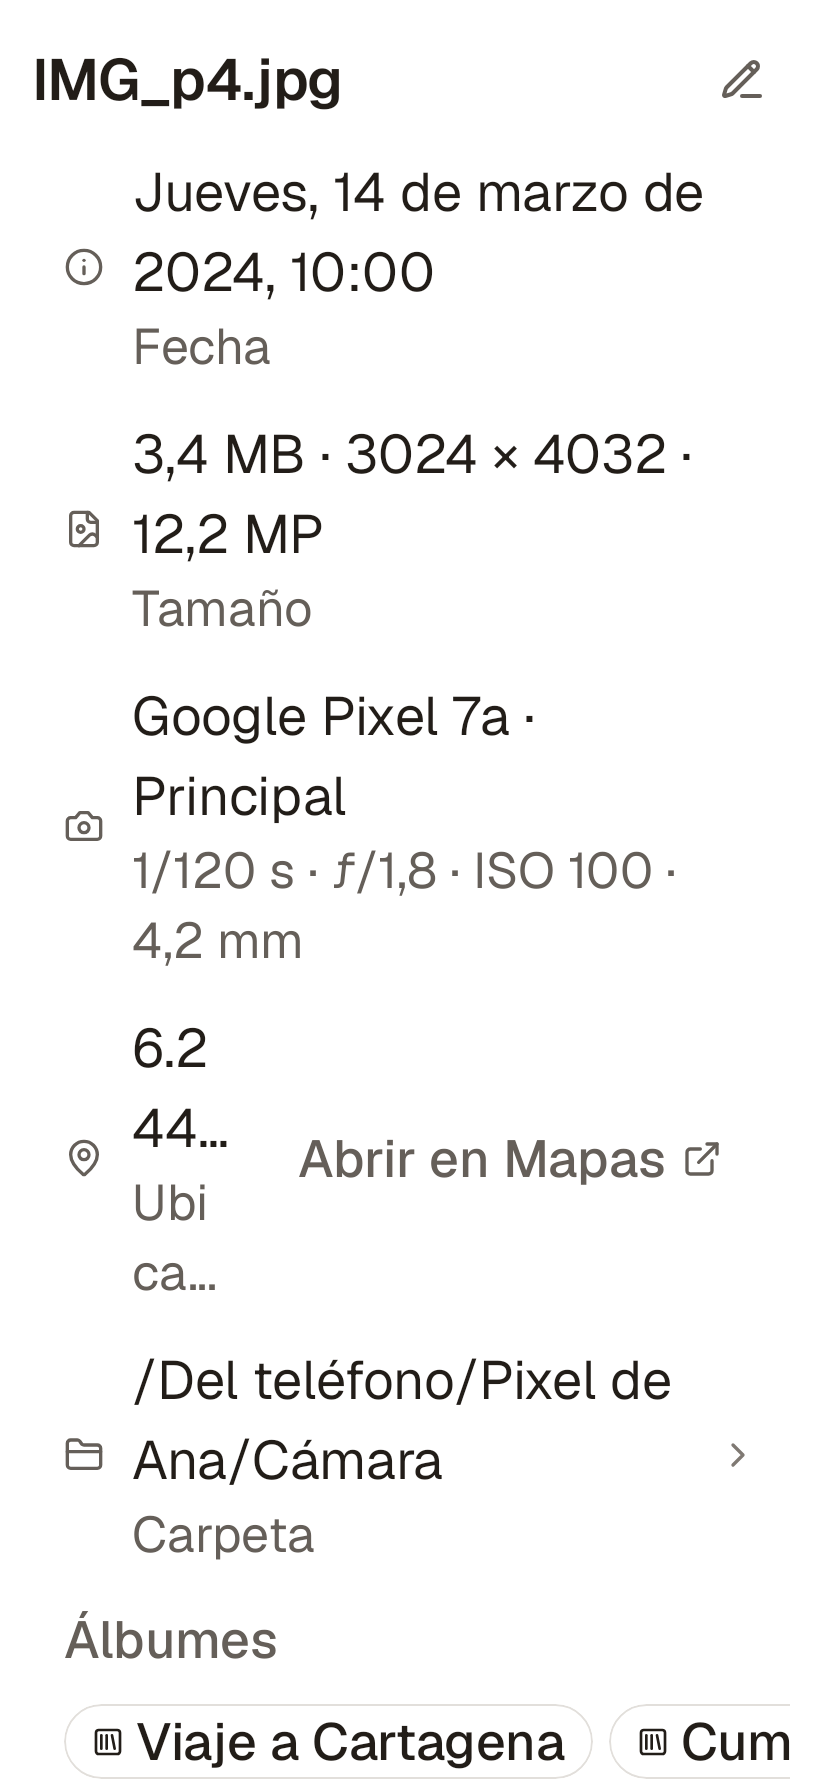 IMG_p4.jpg
Jueves, 14 de marzo de
2024, 10:00
Fecha
3,4 MB · 3024 × 4032 ·
12,2 MP
Tamaño
Google Pixel 7a ·
Principal
1/120 s · ƒ/1,8 · ISO 100 ·
4,2 mm
6.2
44…
Abrir en Mapas
Ubi
ca…
/Del teléfono/Pixel de
Ana/Cámara
Carpeta
Álbumes
Viaje a Cartagena
Cum